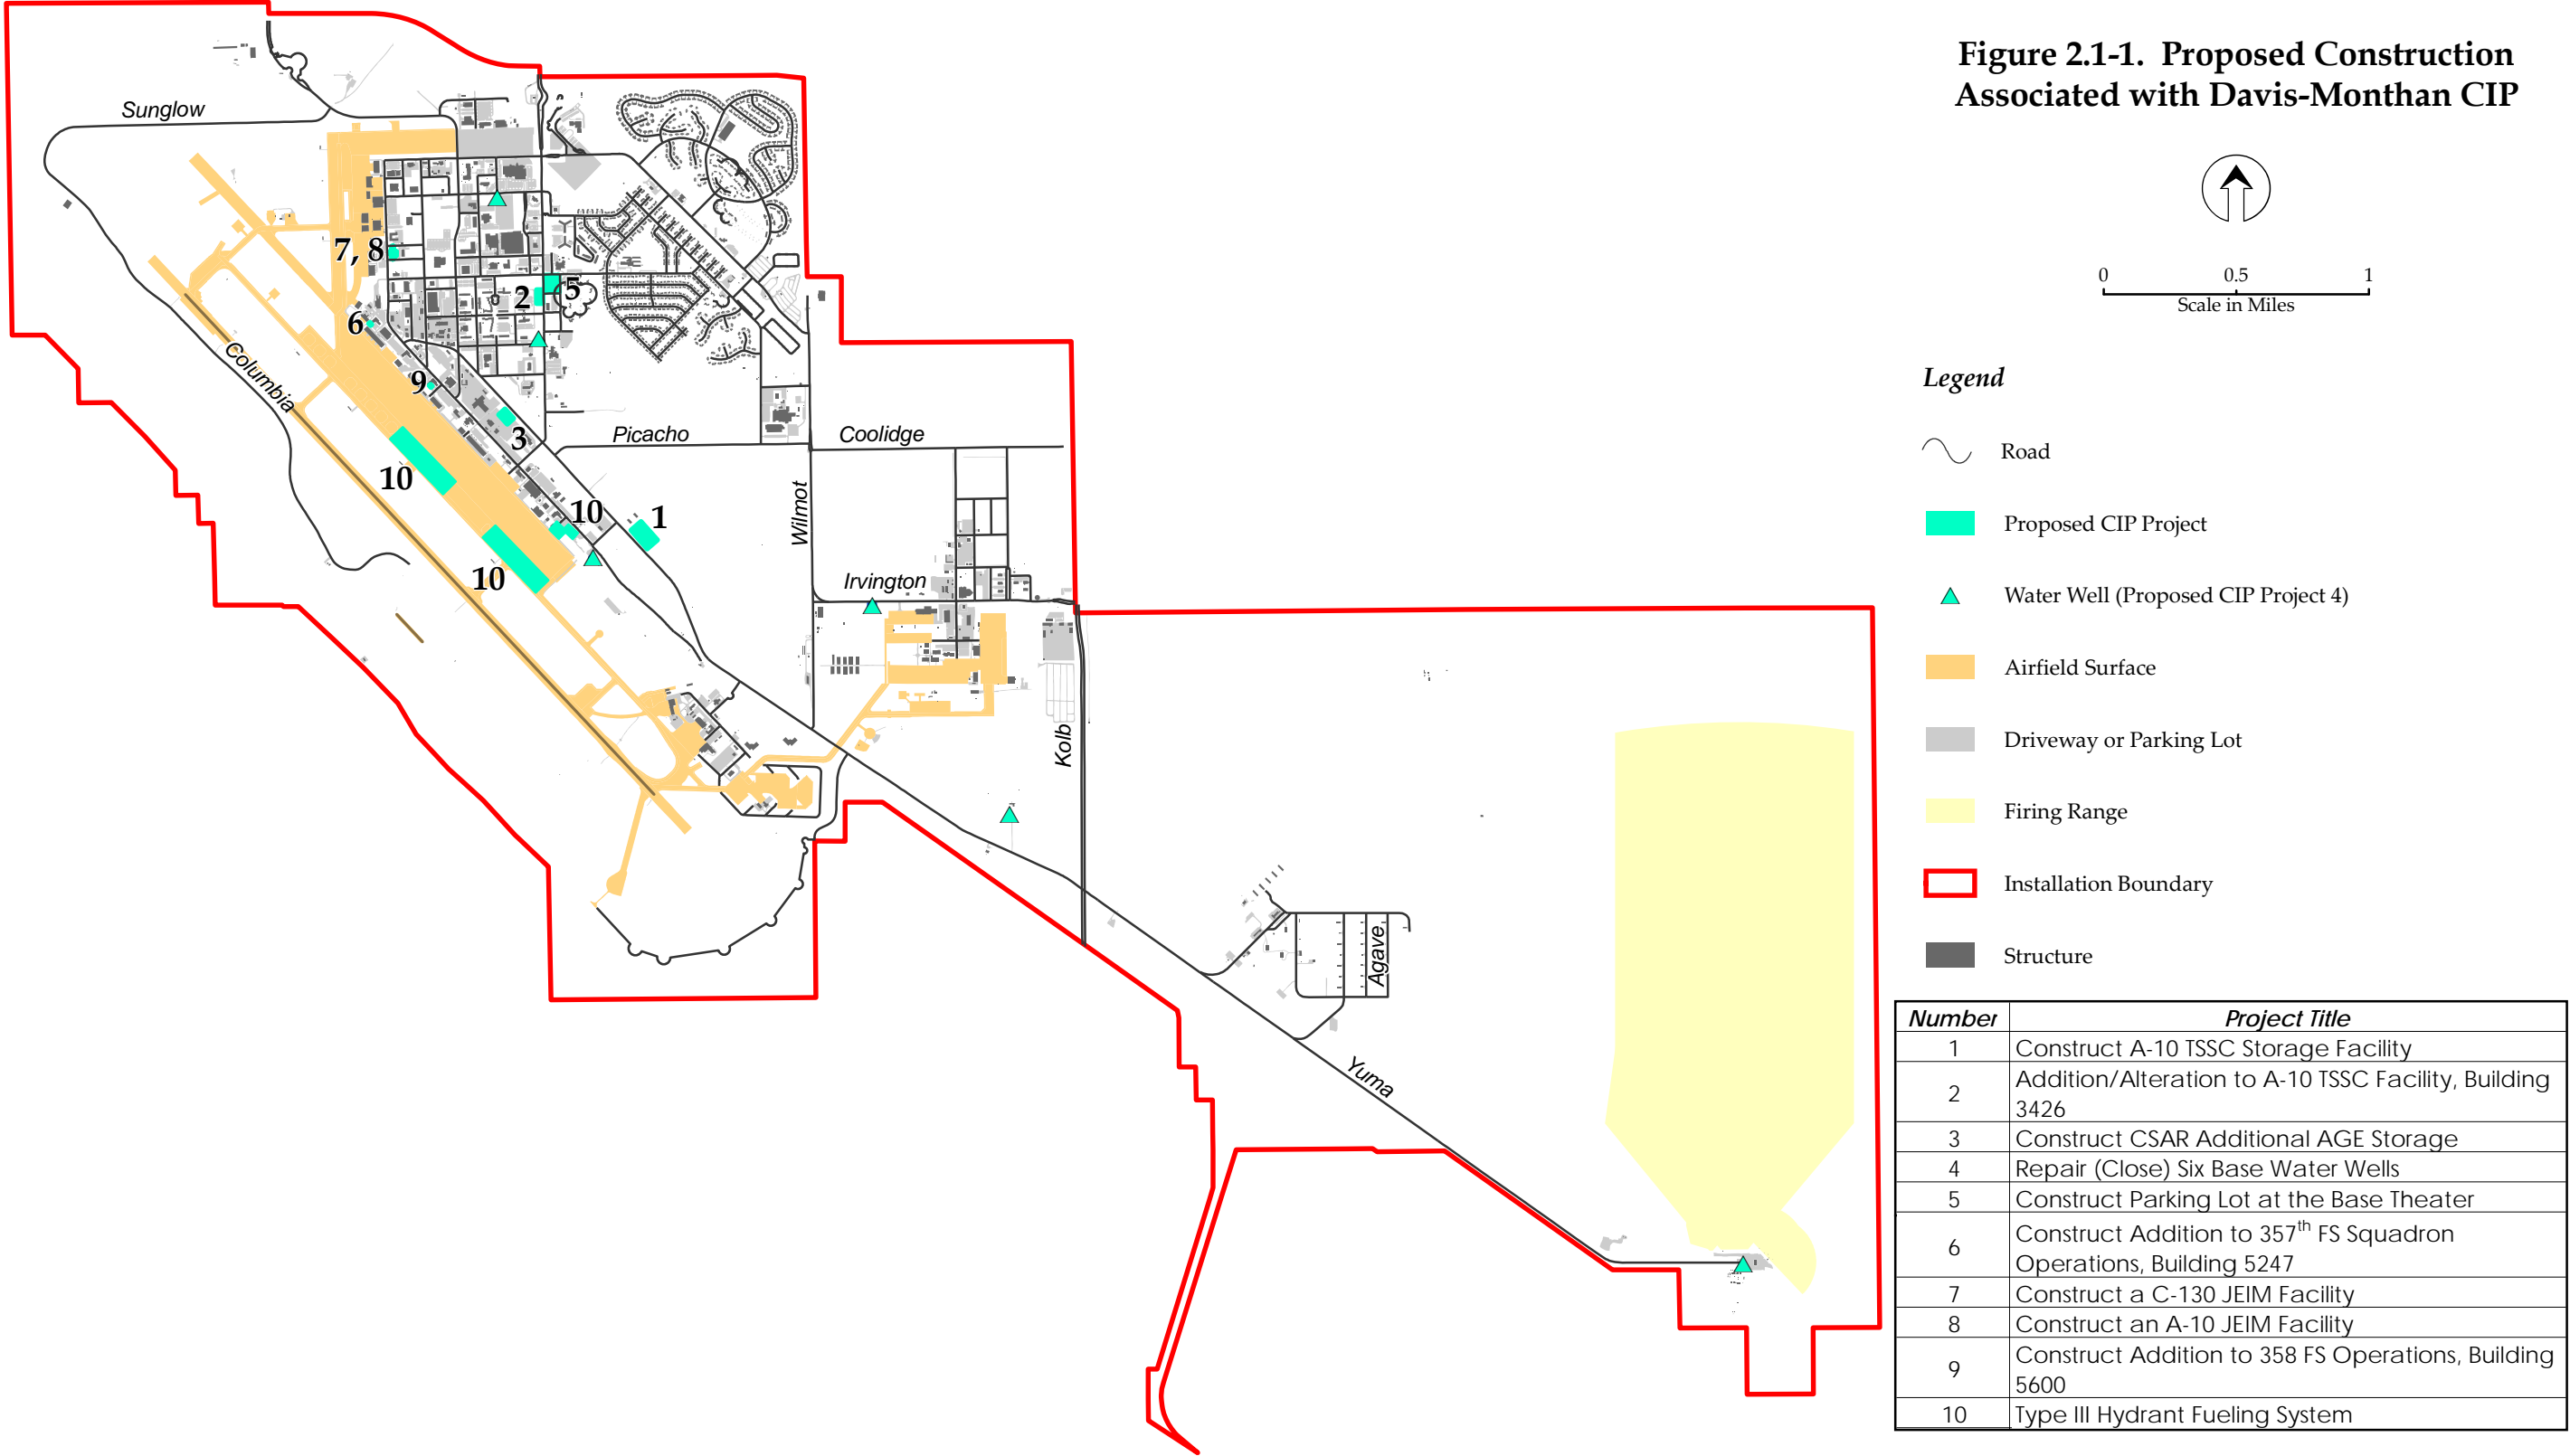 Figure 2.1-1. Proposed Construction
Associated with Davis-Monthan CIP
0 0.5 1
Scale in Miles
Legend
Road
Proposed CIP Project
Water Well (Proposed CIP Project 4)
Airfield Surface
Driveway or Parking Lot
Firing Range
Installation Boundary
Structure
Number Project Title
1 Construct A-10 TSSC Storage Facility
2 Addition/Alteration to A-10 TSSC Facility, Building
3426
3 Construct CSAR Additional AGE Storage
4 Repair (Close) Six Base Water Wells
5 Construct Parking Lot at the Base Theater
6 Construct Addition to 357th FS Squadron
Operations, Building 5247
7 Construct a C-130 JEIM Facility
8 Construct an A-10 JEIM Facility
9 Construct Addition to 358 FS Operations, Building
5600
10 Type III Hydrant Fueling System
Sunglow
7, 8
2
5
6
Columbia
9
3
Picacho
Coolidge
10
Wilmot
10
1
10
Irvington
Kolb
Agave
Yuma